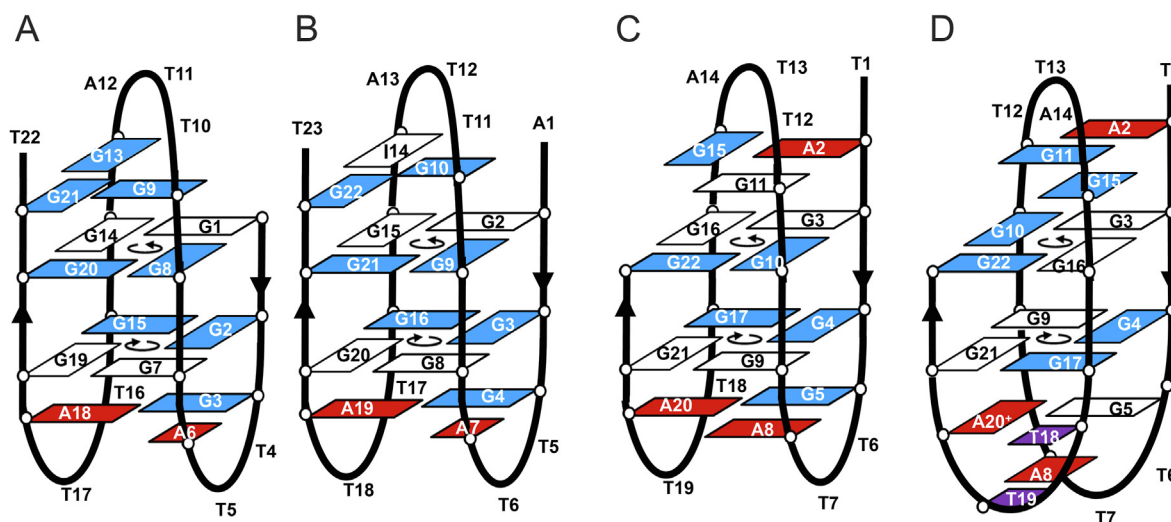 A
B
C
D
T11
A12
T10
T22
G13
G21
G9
G14
G1
G20
G8
G15
G2
G19
G7
T16
A18
G3
A6
T4
T17
T5
T12
A13
T11
T23
A1
I14
G10
G22
G15
G2
G21
G9
G16
G3
G20
G8
T17
A19
G4
A7
T5
T18
T6
T13
A14
T1
T12
G15
A2
G11
G16
G3
G22
G10
G17
G4
G21
G9
T18
A20
G5
A8
T6
T19
T7
T13
T
T12
A14
A2
G11
G15
G10
G3
G22
G16
G9
G4
G21
G17
A20+
G5
T18
A8
T6
T19
T7